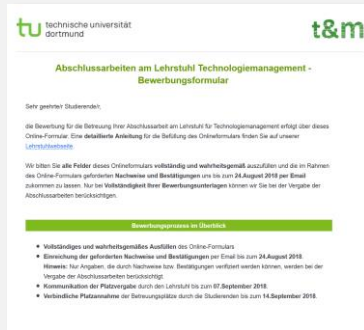 technische universität
dortmund
t&m
Abschlussarbeiten am Lehrstuhl Technologiemanagement -
Bewerbungsformular
Sehr geehrte/r Studierende/r,
die Bewerbung für die Betreuung Ihrer Abschlussarbeit am Lehrstuhl für Technologiemanagement erfolgt über dieses
Online-Formular. Eine detaillierte Anleitung für die Befüllung des Onlineformulars finden Sie auf unserer
Lehrstuhlwebseite.
Wir bitten Sie alle Felder dieses Onlineformulars vollständig und wahrheitsgemäß auszufüllen und die im Rahmen
des Online-Formulars geforderten Nachweise und Bestätigungen uns bis zum 24.August 2018 per Email
zukommen zu lassen. Nur bei Vollständigkeit Ihrer Bewerbungsunterlagen können wir Sie bei der Vergabe der
Abschlussarbeiten berücksichtigen.
Bewerbungsprozess im Überblick
Vollständiges und wahrheitsgemäßes Ausfüllen des Online-Formulars
Einreichung der geforderten Nachweise und Bestätigungen per Email bis zum 24.August 2018.
Hinweis: Nur Angaben, die durch Nachweise bzw. Bestätigungen verifiziert werden können, werden bei der
Vergabe der Abschlussarbeiten berücksichtigt.
Kommunikation der Platzvergabe durch den Lehrstuhl bis zum 07.September 2018.
Verbindliche Platzannahme der Betreuungsplätze durch die Studierenden bis zum 14.September 2018.